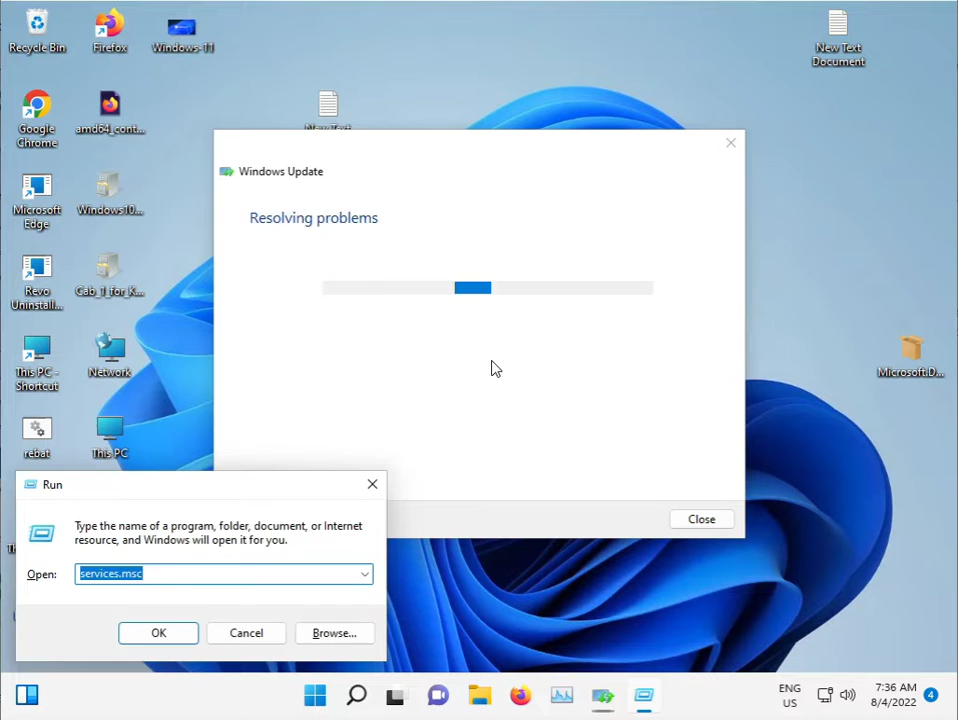 Recycle Bin
Firefox
Windows-11
New Text
Document
Google
Chrome
amd64_cont...
New Text
Microsoft
Edge
Windows10...
Revo
Uninstall...
Cab_1_for_K...
This PC -
Shortcut
Network
rebat
This PC
Microsoft.D...
Windows Update
Resolving problems
Close
Run
Type the name of a program, folder, document, or Internet
resource, and Windows will open it for you.
Open:
services.msc
OK
Cancel
Browse...
ENG
US
7:36 AM
8/4/2022
4